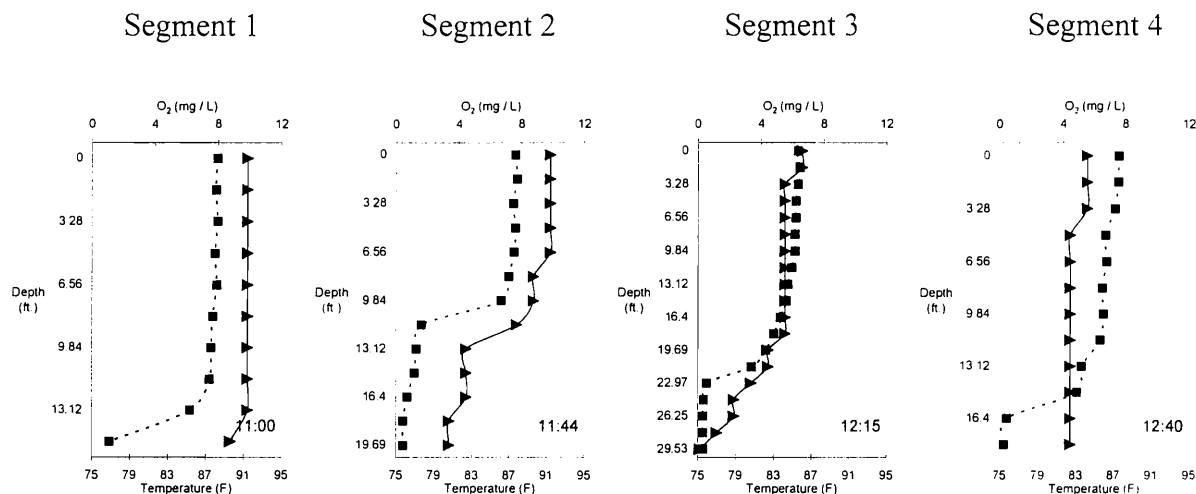 Segment 1
O₂ (mg / L)
0 4 8 12
0
3 28
6.56
Depth
(ft.)
9 84
13.12
11:00
75 79 83 87 91 95
Temperature (F)
Segment 2
O₂ (mg / L)
0 4 8 12
0
3 28
6.56
Depth
(ft.)
9 84
13.12
16.4
19.69
11:44
75 79 83 87 91 95
Temperature (F)
Segment 3
O₂ (mg / L)
0 4 8 12
0
3.28
6.56
9.84
Depth
(ft.)
13.12
16.4
19.69
22.97
26.25
29.53
12:15
75 79 83 87 91 95
Temperature (F)
Segment 4
O₂ (mg / L)
0 4 8 12
0
3 28
6 56
Depth
(ft.)
9 84
13 12
16.4
12:40
75 79 83 87 91 95
Temperature (F)